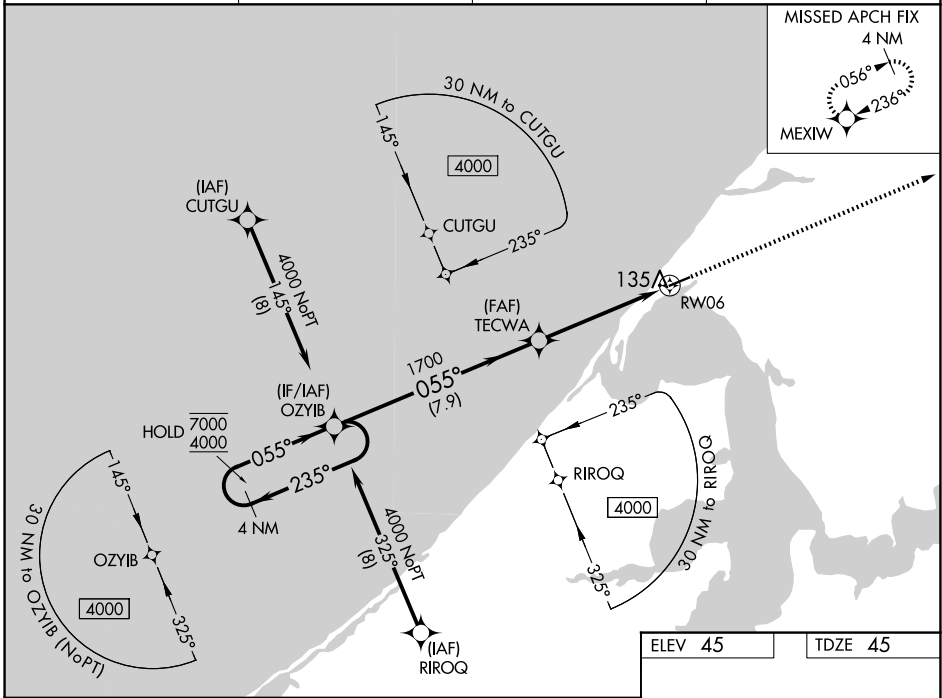 MISSED APCH FIX
4 NM
056°
236°
MEXIW
30 NM to CUTGU
145°
4000
CUTGU
235°
(IAF)
CUTGU
4000 NoPT
145°
(8)
135
RW06
(FAF)
TECWA
1700
055°
(7.9)
(IF/IAF)
OZYIB
HOLD 7000
4000
055°
235°
4 NM
235°
RIROQ
4000
325°
30 NM to RIROQ
145°
OZYIB
4000
325°
30 NM to OZYIB (NoPT)
4000 NoPT
325°
(8)
(IAF)
RIROQ
ELEV 45
TDZE 45